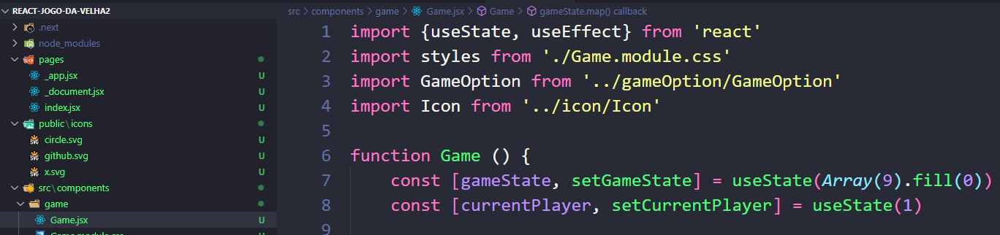 REACT-JOGO-DA-VELHA2
.next
node_modules
pages
_app.jsx U
_document.jsx U
index.jsx U
public\icons
circle.svg U
github.svg U
x.svg U
src\components
game
Game.jsx U
Game.module.css
src > components > game > Game.jsx > Game > gameState.map() callback
1 import {useState, useEffect} from 'react'
2 import styles from './Game.module.css'
3 import GameOption from '../gameOption/GameOption'
4 import Icon from '../icon/Icon'
5
6 function Game () {
7 const [gameState, setGameState] = useState(Array(9).fill(0))
8 const [currentPlayer, setCurrentPlayer] = useState(1)
9